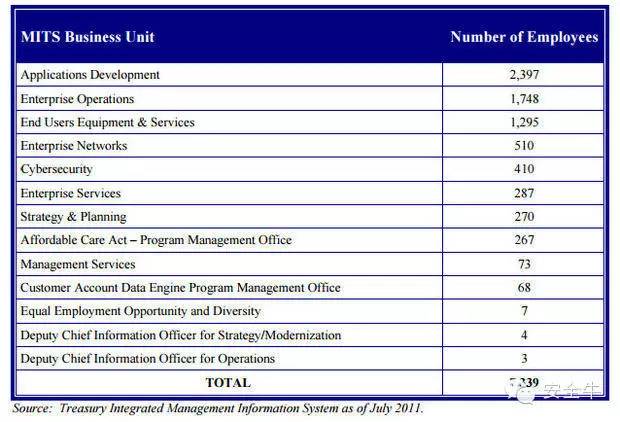 MITS Business Unit Number of Employees
Applications Development 2,397
Enterprise Operations 1,748
End Users Equipment & Services 1,295
Enterprise Networks 510
Cybersecurity 410
Enterprise Services 287
Strategy & Planning 270
Affordable Care Act – Program Management Office 267
Management Services 73
Customer Account Data Engine Program Management Office 68
Equal Employment Opportunity and Diversity 7
Deputy Chief Information Officer for Strategy/Modernization 4
Deputy Chief Information Officer for Operations 3
TOTAL 7,339
安全牛
Source: Treasury Integrated Management Information System as of July 2011.